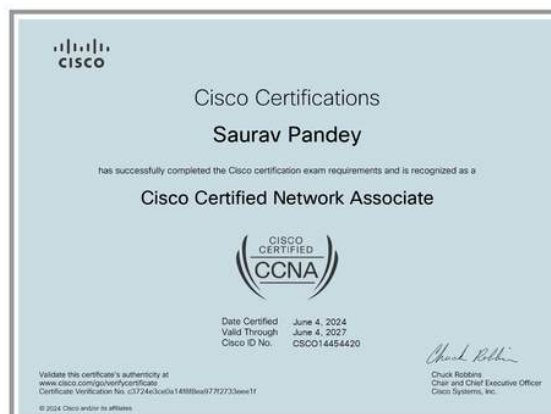 CISCO
Cisco Certifications
Saurav Pandey
has successfully completed the Cisco certification exam requirements and is recognized as a
Cisco Certified Network Associate
CISCO
CERTIFIED
CCNA
Date Certified June 4, 2024
Valid Through June 4, 2027
Cisco ID No. CSCO14454420
Chuck Robbins
Validate this certificate's authenticity at
www.cisco.com/go/verifycertificate
Certificate Verification No.
Chuck Robbins
Chair and Chief Executive Officer
Cisco Systems, Inc.
© 2024 Cisco and/or its affiliates